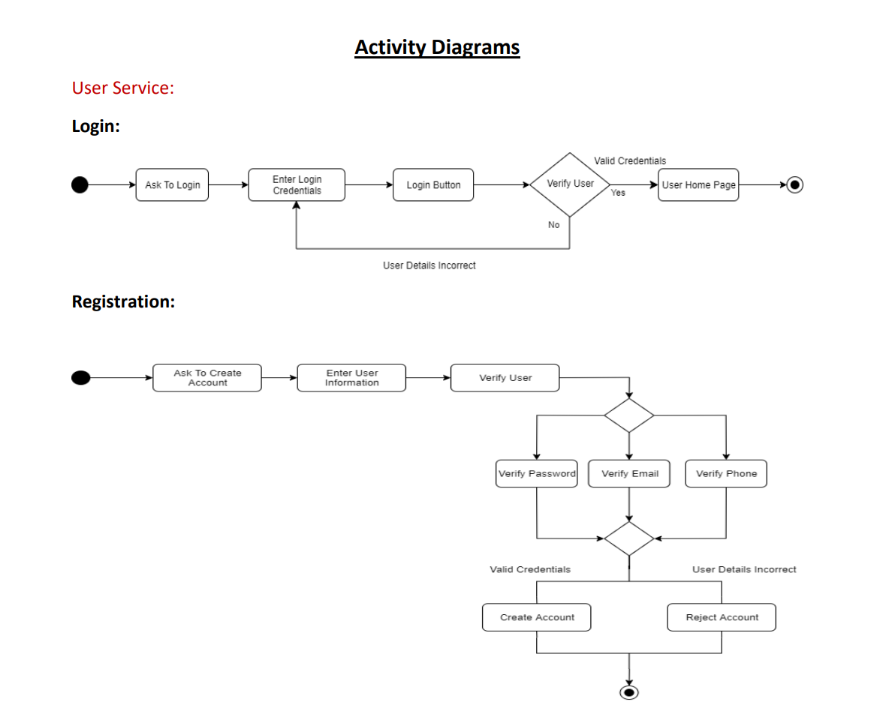 Activity Diagrams
User Service:
Login:
Valid Credentials
Ask To Login
Enter Login
Credentials
Login Button
Verify User
Yes
User Home Page
No
User Details Incorrect
Registration:
Ask To Create
Account
Enter User
Information
Verify User
Verify Password
Verify Email
Verify Phone
Valid Credentials
User Details Incorrect
Create Account
Reject Account